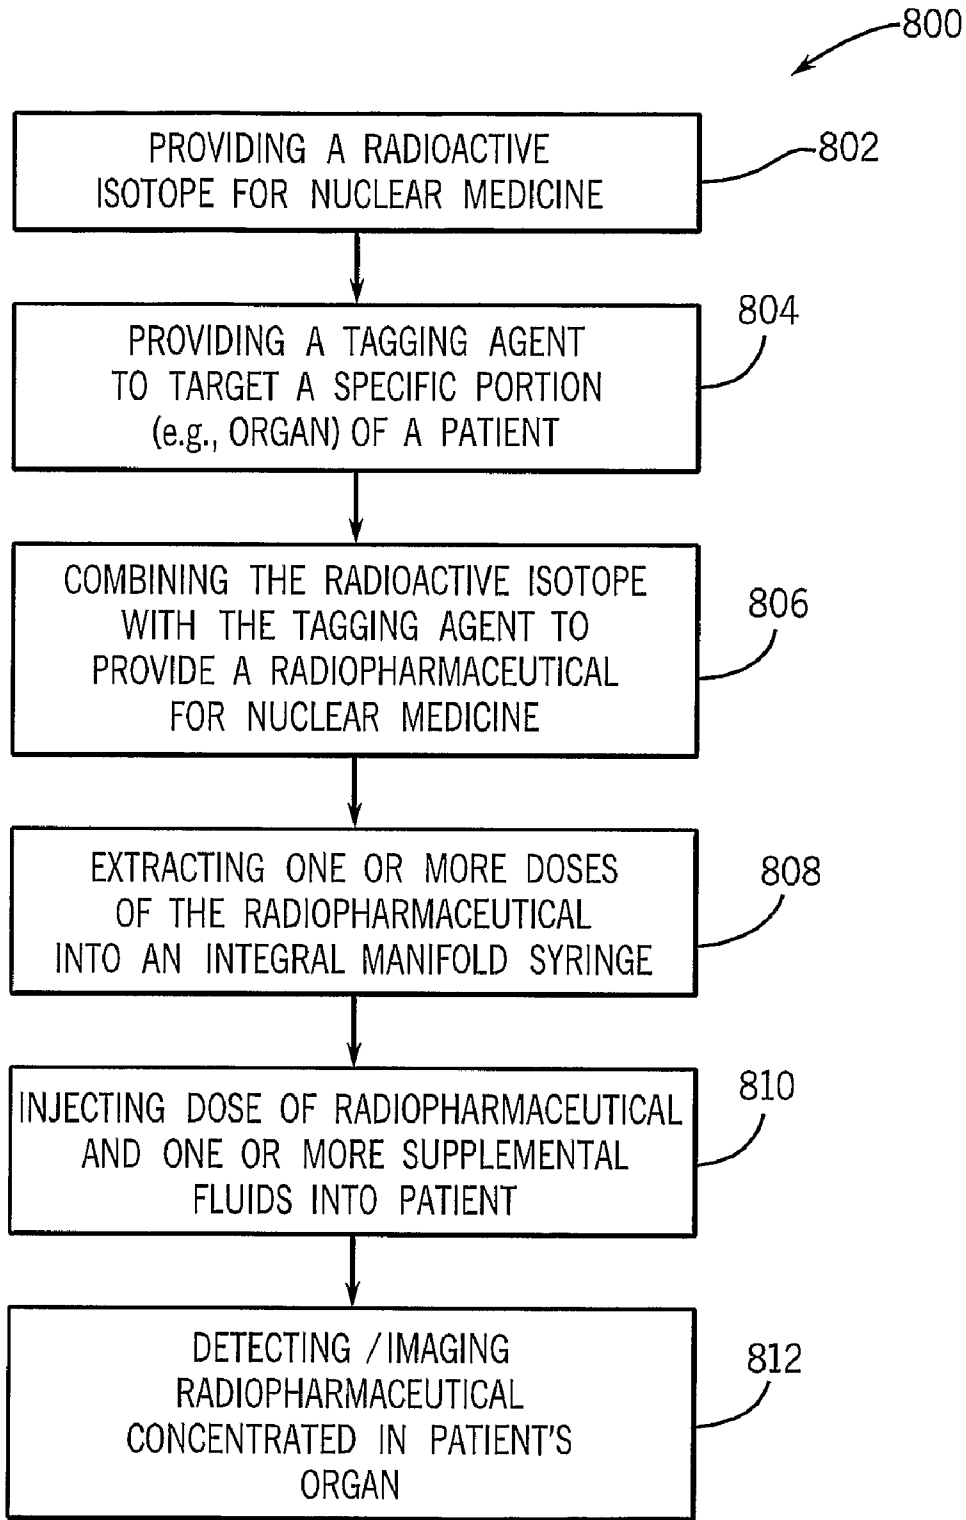 800
PROVIDING A RADIOACTIVE
ISOTOPE FOR NUCLEAR MEDICINE
802
PROVIDING A TAGGING AGENT
TO TARGET A SPECIFIC PORTION
(e.g., ORGAN) OF A PATIENT
804
COMBINING THE RADIOACTIVE ISOTOPE
WITH THE TAGGING AGENT TO
PROVIDE A RADIOPHARMACEUTICAL
FOR NUCLEAR MEDICINE
806
EXTRACTING ONE OR MORE DOSES
OF THE RADIOPHARMACEUTICAL
INTO AN INTEGRAL MANIFOLD SYRINGE
808
INJECTING DOSE OF RADIOPHARMACEUTICAL
AND ONE OR MORE SUPPLEMENTAL
FLUIDS INTO PATIENT
810
DETECTING / IMAGING
RADIOPHARMACEUTICAL
CONCENTRATED IN PATIENT'S
ORGAN
812